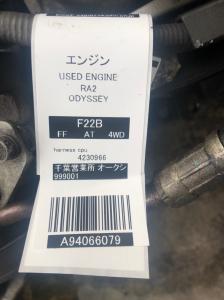 エンジン
USED ENGINE
RA2
ODYSSEY
F22B
FF AT 4WD
harness cpu
4230966
千葉営業所 オークシ
999001
A94066079